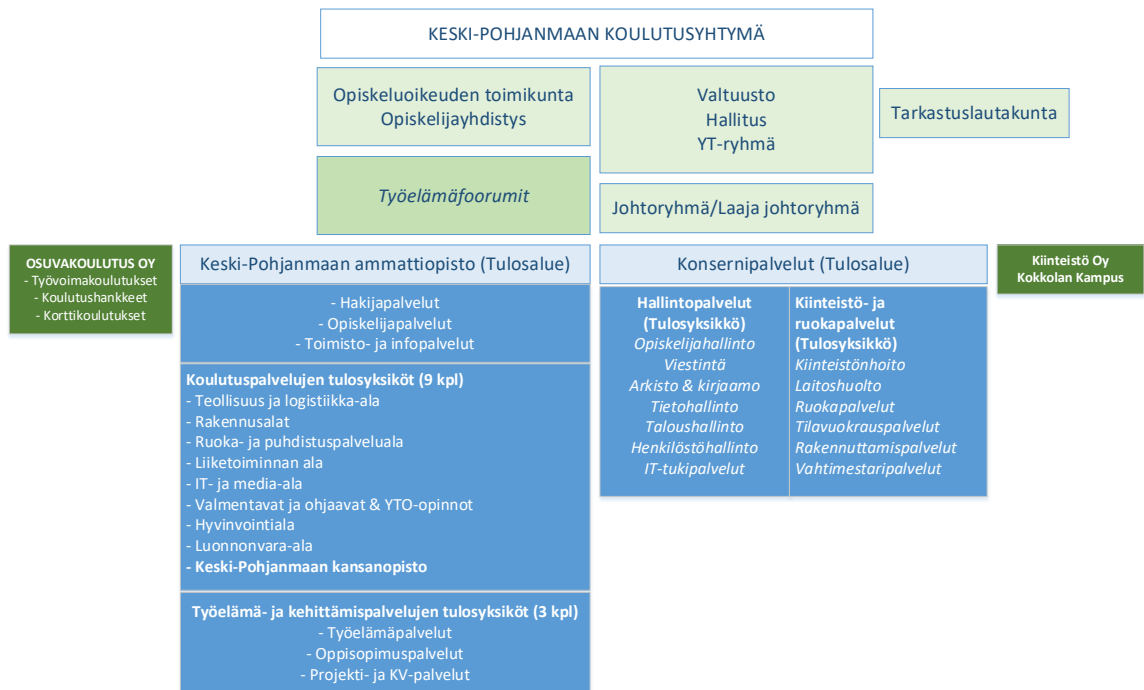 KESKI-POHJANMAAN KOULUTUSYHTYMÄ
Opiskeluoikeuden toimikunta
Opiskelijayhdistys
Valtuusto
Hallitus
YT-ryhmä
Tarkastuslautakunta
Työelämäfoorumit
Johtoryhmä/Laaja johtoryhmä
OSUVAKOULUTUS OY
- Työvoimakoulutukset
- Koulutushankkeet
- Korttikoulutukset
Keski-Pohjanmaan ammattiopisto (Tulosalue)
Konsernipalvelut (Tulosalue)
Kiinteistö Oy
Kokkolan Kampus
- Hakijapalvelut
- Opiskelijapalvelut
- Toimisto- ja infopalvelut
Koulutuspalvelujen tulosyksiköt (9 kpl)
- Teollisuus ja logistiikka-ala
- Rakennusalat
- Ruoka- ja puhdistuspalveluala
- Liiketoiminnan ala
- IT- ja media-ala
- Valmentavat ja ohjaavat & YTO-opinnot
- Hyvinvointiala
- Luonnonvara-ala
- Keski-Pohjanmaan kansanopisto
Työelämä- ja kehittämispalvelujen tulosyksiköt (3 kpl)
- Työelämäpalvelut
- Oppisopimuspalvelut
- Projekti- ja KV-palvelut
Hallintopalvelut
(Tulosyksikkö)
Opiskelijahallinto
Viestintä
Arkisto & kirjaamo
Tietohallinto
Taloushallinto
Henkilöstöhallinto
IT-tukipalvelut
Kiinteistö- ja
ruokapalvelut
(Tulosyksikkö)
Kiinteistönhoito
Laitoshuolto
Ruokapalvelut
Tilavuokrauspalvelut
Rakennuttamispalvelut
Vahtimestaripalvelut